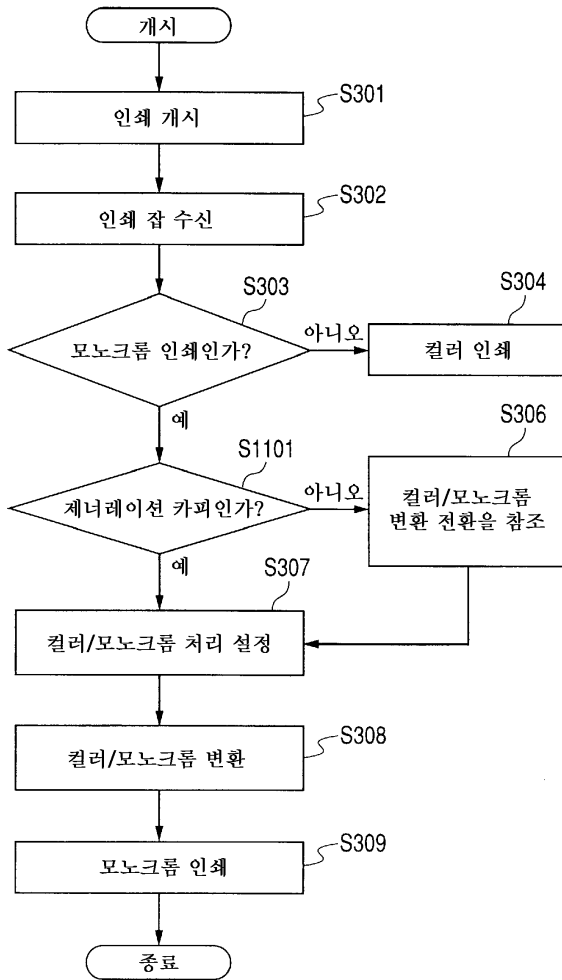 개시
S301
인쇄 개시
S302
인쇄 잡 수신
S303
모노크롬 인쇄인가?
아니오
S304
컬러 인쇄
예
S1101
제너레이션 카피인가?
아니오
S306
컬러/모노크롬
변환 전환을 참조
예
S307
컬러/모노크롬 처리 설정
S308
컬러/모노크롬 변환
S309
모노크롬 인쇄
종료